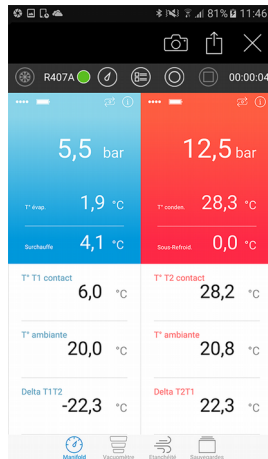 81% 11:46
R407A 00:00:04
5,5 bar
12,5 bar
T° évap. 1,9 °C
T° conden. 28,3 °C
Surchauffe 4,1 °C
Sous-Refroid. 0,0 °C
T° T1 contact
6,0 °C
T° T2 contact
28,2 °C
T° ambiante
20,0 °C
T° ambiante
20,8 °C
Delta T1T2
-22,3 °C
Delta T2T1
22,3 °C
Manifold Vacuomètre Etanchéité Sauvegardes